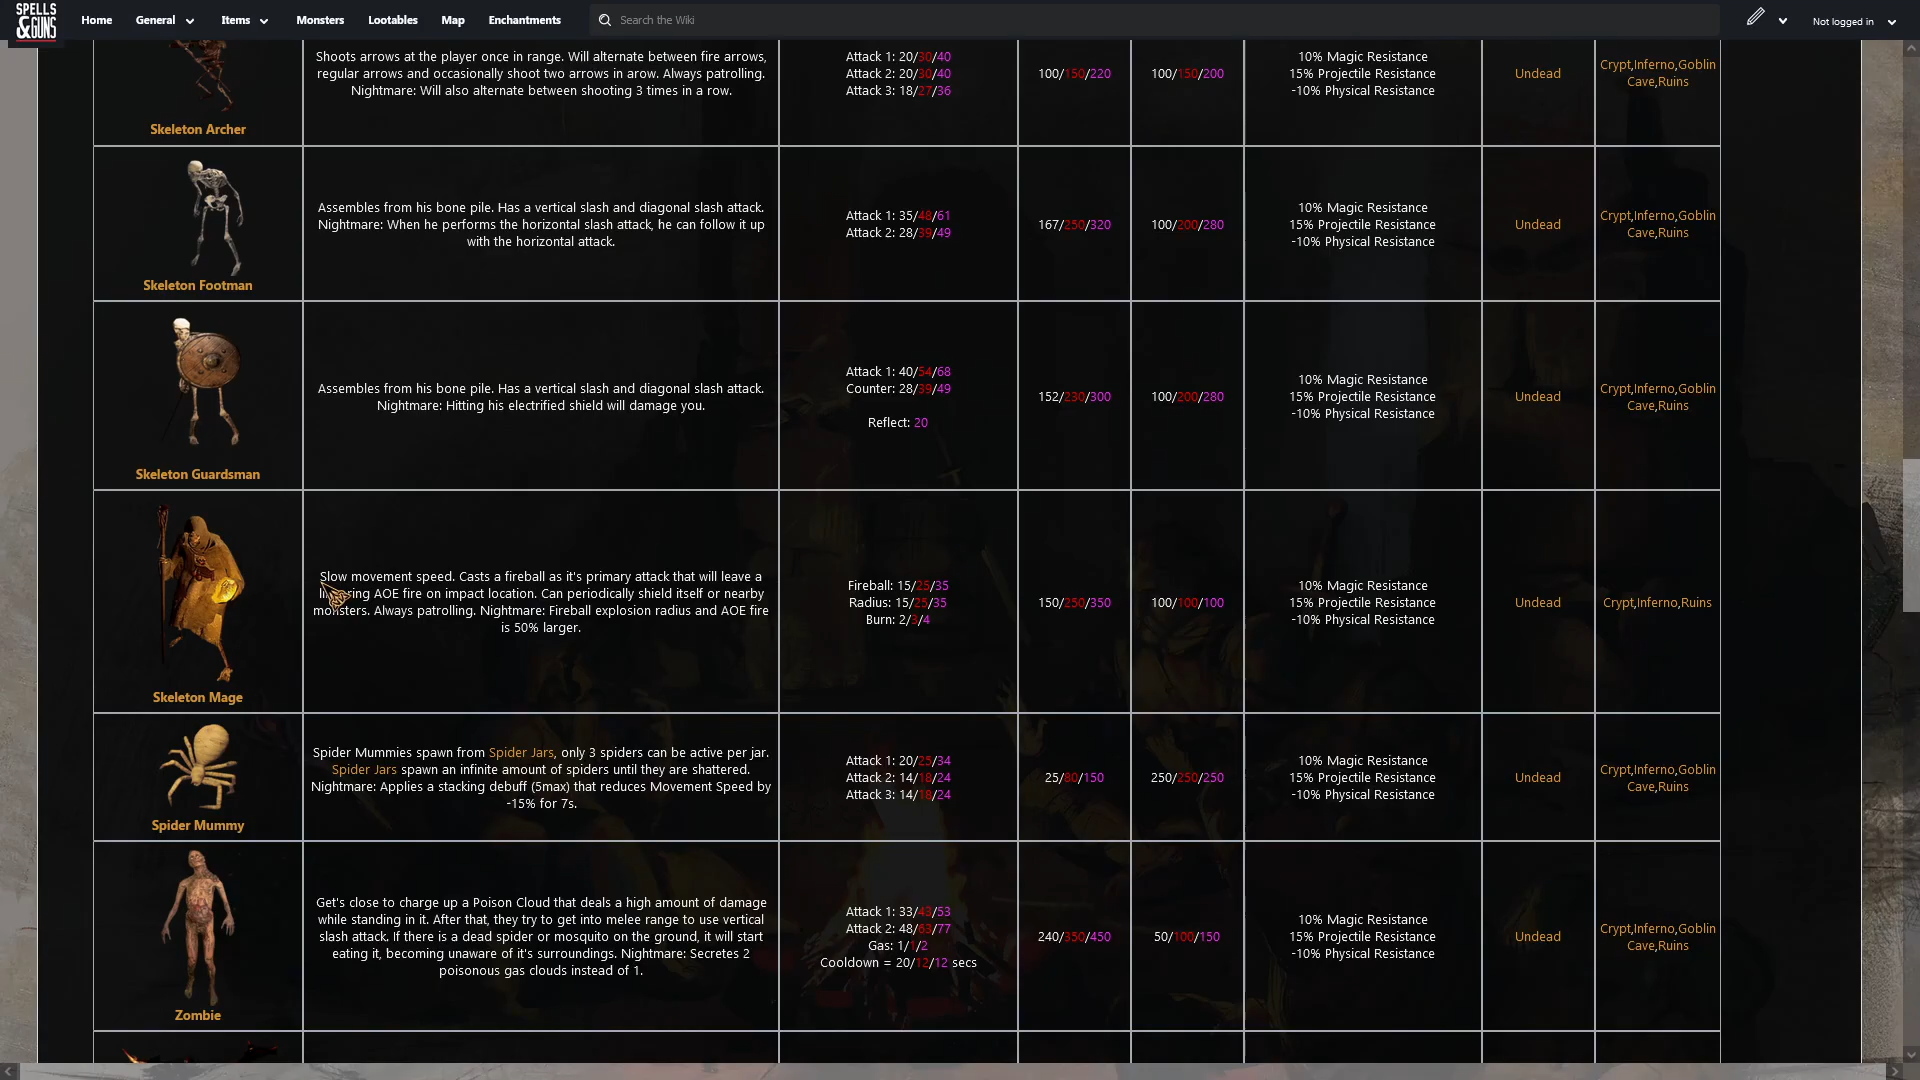 SPELLS
&GUNS
Home
General
Items
Monsters
Lootables
Map
Enchantments
Search the Wiki
Not logged in
Shoots arrows at the player once in range. Will alternate between fire arrows,
regular arrows and occasionally shoot two arrows in arow. Always patrolling.
Nightmare: Will also alternate between shooting 3 times in a row.
Attack 1: 20/30/40
Attack 2: 20/30/40
Attack 3: 18/27/36
100/150/220
100/150/200
10% Magic Resistance
15% Projectile Resistance
-10% Physical Resistance
Undead
Crypt,Inferno,Goblin
Cave,Ruins
Skeleton Archer
Assembles from his bone pile. Has a vertical slash and diagonal slash attack.
Nightmare: When he performs the horizontal slash attack, he can follow it up
with the horizontal attack.
Attack 1: 35/48/61
Attack 2: 28/39/49
167/250/320
100/200/280
10% Magic Resistance
15% Projectile Resistance
-10% Physical Resistance
Undead
Crypt,Inferno,Goblin
Cave,Ruins
Skeleton Footman
Assembles from his bone pile. Has a vertical slash and diagonal slash attack.
Nightmare: Hitting his electrified shield will damage you.
Attack 1: 40/54/68
Counter: 28/39/49
Reflect: 20
152/230/300
100/200/280
10% Magic Resistance
15% Projectile Resistance
-10% Physical Resistance
Undead
Crypt,Inferno,Goblin
Cave,Ruins
Skeleton Guardsman
Slow movement speed. Casts a fireball as it's primary attack that will leave a
AOE fire on impact location. Can periodically shield itself or nearby
monsters. Always patrolling. Nightmare: Fireball explosion radius and AOE fire
is 50% larger.
Fireball: 15/25/35
Radius: 15/25/35
Burn: 2/3/4
150/250/350
100/100/100
10% Magic Resistance
15% Projectile Resistance
-10% Physical Resistance
Undead
Crypt,Inferno,Ruins
Skeleton Mage
Spider Mummies spawn from Spider Jars, only 3 spiders can be active per jar.
Spider Jars spawn an infinite amount of spiders until they are shattered.
Nightmare: Applies a stacking debuff (5max) that reduces Movement Speed by
-15% for 7s.
Attack 1: 20/25/34
Attack 2: 14/18/24
Attack 3: 14/18/24
25/80/150
250/250/250
10% Magic Resistance
15% Projectile Resistance
-10% Physical Resistance
Undead
Crypt,Inferno,Goblin
Cave,Ruins
Spider Mummy
Get's close to charge up a Poison Cloud that deals a high amount of damage
while standing in it. After that, they try to get into melee range to use vertical
slash attack. If there is a dead spider or mosquito on the ground, it will start
eating it, becoming unaware of it's surroundings. Nightmare: Secretes 2
poisonous gas clouds instead of 1.
Attack 1: 33/43/53
Attack 2: 48/63/77
Gas: 1/1/2
Cooldown = 20/12/12 secs
240/350/450
50/100/150
10% Magic Resistance
15% Projectile Resistance
-10% Physical Resistance
Undead
Crypt,Inferno,Goblin
Cave,Ruins
Zombie